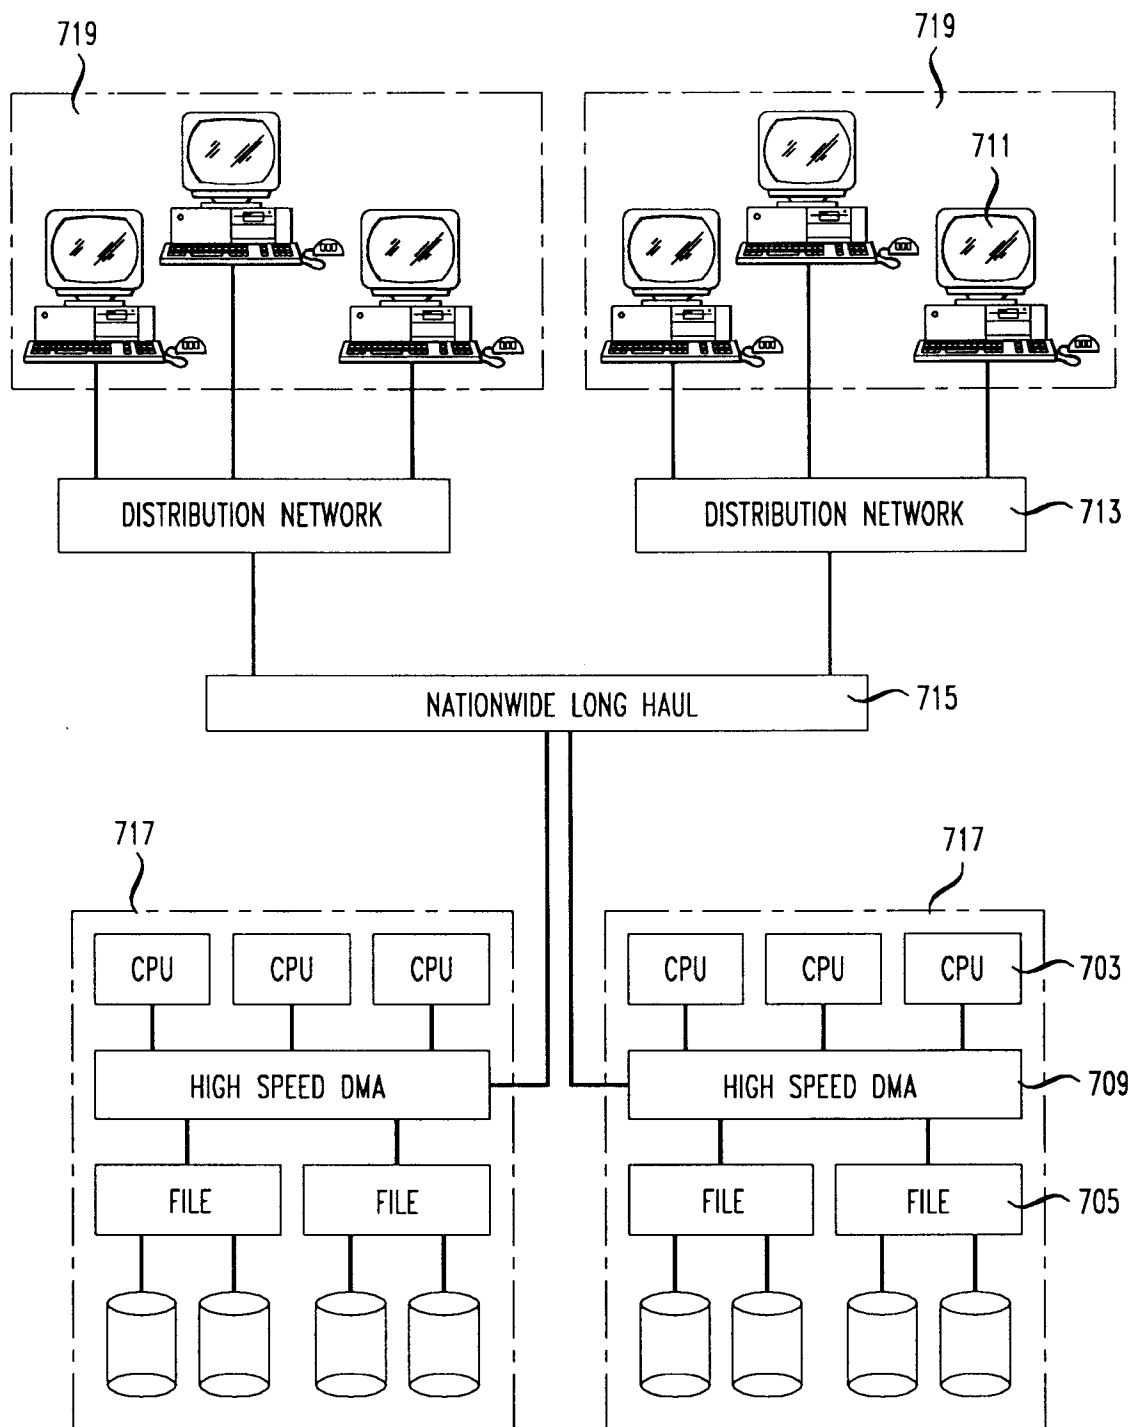 719
719
711
DISTRIBUTION NETWORK
DISTRIBUTION NETWORK
713
NATIONWIDE LONG HAUL
715
717
717
CPU
CPU
CPU
CPU
CPU
CPU
703
HIGH SPEED DMA
HIGH SPEED DMA
709
FILE
FILE
FILE
FILE
705